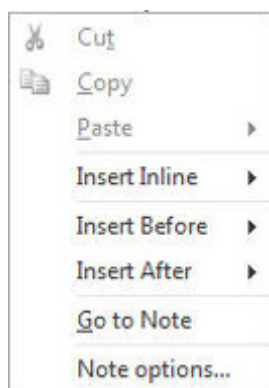 Cut
Copy
Paste
Insert Inline
Insert Before
Insert After
Go to Note
Note options...